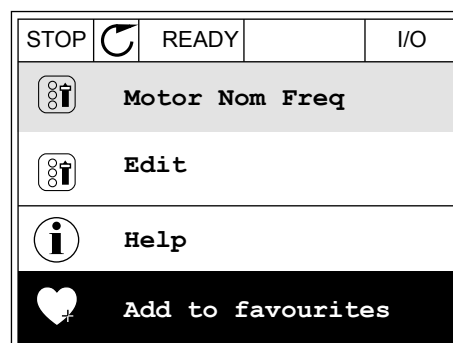 STOP READY I/O
Motor Nom Freq
Edit
Help
Add to favourites